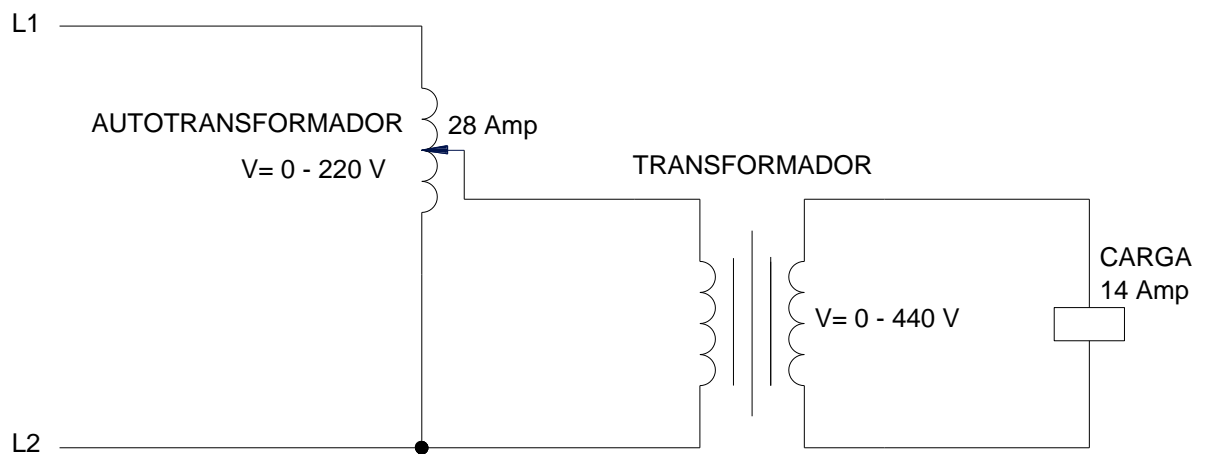 L1
AUTOTRANSFORMADOR
28 Amp
V= 0 - 220 V
TRANSFORMADOR
CARGA
14 Amp
V= 0 - 440 V
L2